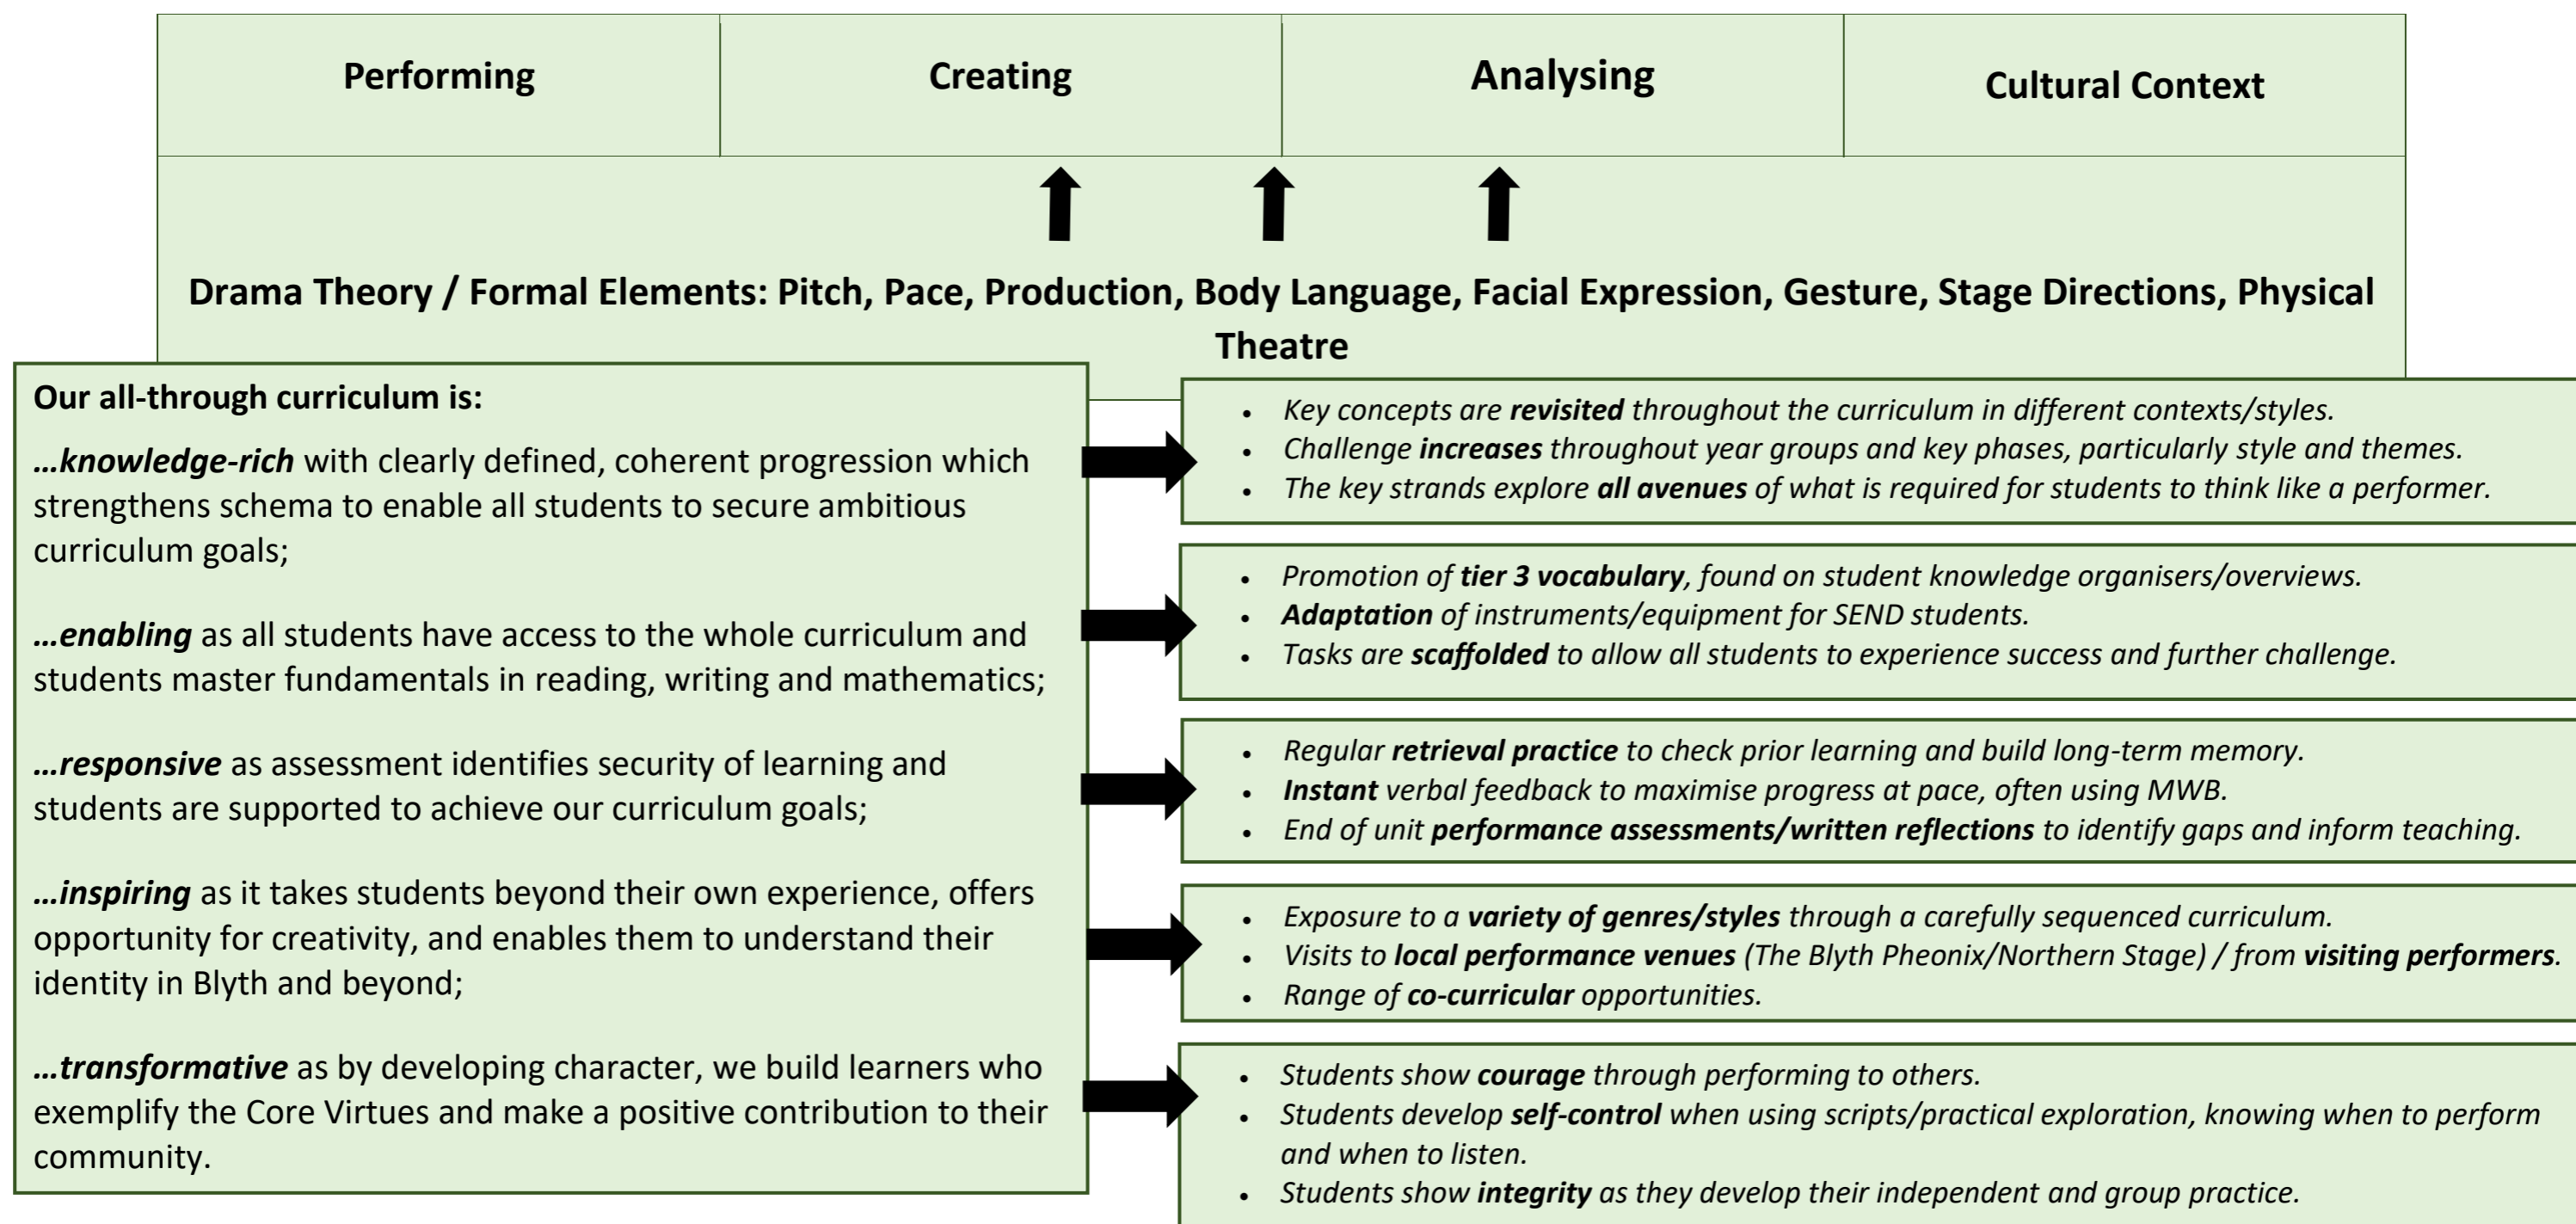 Performing
Creating
Analysing
Cultural Context
Drama Theory / Formal Elements: Pitch, Pace, Production, Body Language, Facial Expression, Gesture, Stage Directions, Physical
Theatre
Our all-through curriculum is:
...knowledge-rich with clearly defined, coherent progression which
strengthens schema to enable all students to secure ambitious
curriculum goals;
...enabling as all students have access to the whole curriculum and
students master fundamentals in reading, writing and mathematics;
...responsive as assessment identifies security of learning and
students are supported to achieve our curriculum goals;
...inspiring as it takes students beyond their own experience, offers
opportunity for creativity, and enables them to understand their
identity in Blyth and beyond;
...transformative as by developing character, we build learners who
exemplify the Core Virtues and make a positive contribution to their
community.
• Key concepts are revisited throughout the curriculum in different contexts/styles.
• Challenge increases throughout year groups and key phases, particularly style and themes.
• The key strands explore all avenues of what is required for students to think like a performer.
• Promotion of tier 3 vocabulary, found on student knowledge organisers/overviews.
• Adaptation of instruments/equipment for SEND students.
• Tasks are scaffolded to allow all students to experience success and further challenge.
• Regular retrieval practice to check prior learning and build long-term memory.
• Instant verbal feedback to maximise progress at pace, often using MWB.
• End of unit performance assessments/written reflections to identify gaps and inform teaching.
• Exposure to a variety of genres/styles through a carefully sequenced curriculum.
• Visits to local performance venues (The Blyth Pheonix/Northern Stage) / from visiting performers.
• Range of co-curricular opportunities.
• Students show courage through performing to others.
• Students develop self-control when using scripts/practical exploration, knowing when to perform
and when to listen.
• Students show integrity as they develop their independent and group practice.